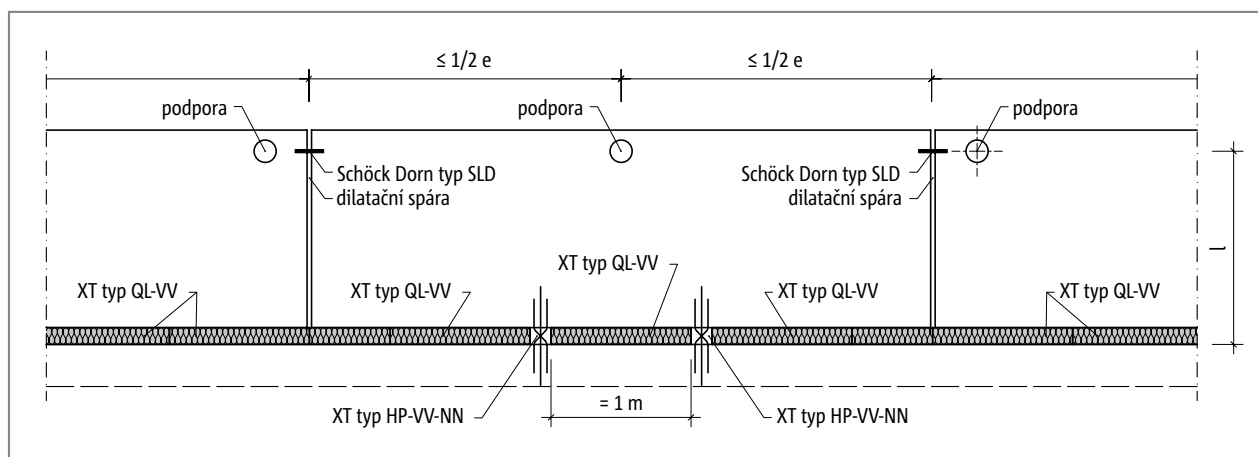 ≤ 1/2 e
≤ 1/2 e
podpora
podpora
podpora
Schöck Dorn typ SLD
dilatační spára
Schöck Dorn typ SLD
dilatační spára
l
XT typ QL-VV
XT typ QL-VV
XT typ QL-VV
XT typ QL-VV
XT typ QL-VV
XT typ HP-VV-NN
= 1 m
XT typ HP-VV-NN